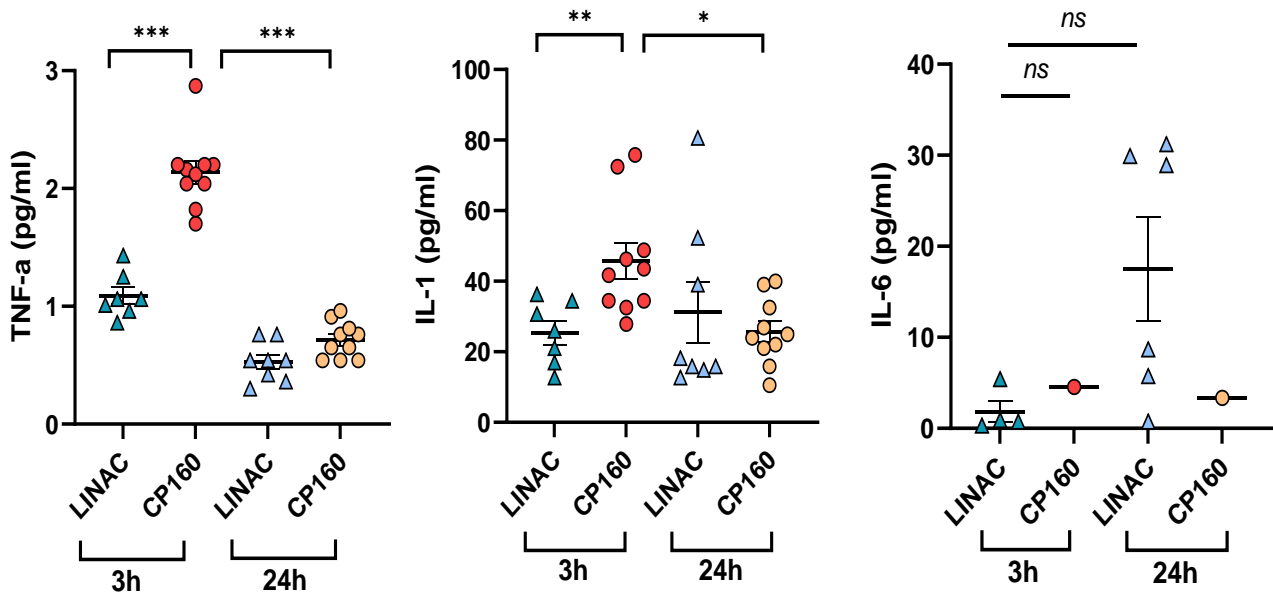 *** ***
TNF-a (pg/ml)
3
2
1
0
LINAC
CP160
LINAC
CP160
3h
24h
** *
IL-1 (pg/ml)
100
80
60
40
20
0
LINAC
CP160
LINAC
CP160
3h
24h
ns
ns
IL-6 (pg/ml)
40
30
20
10
0
LINAC
CP160
LINAC
CP160
3h
24h